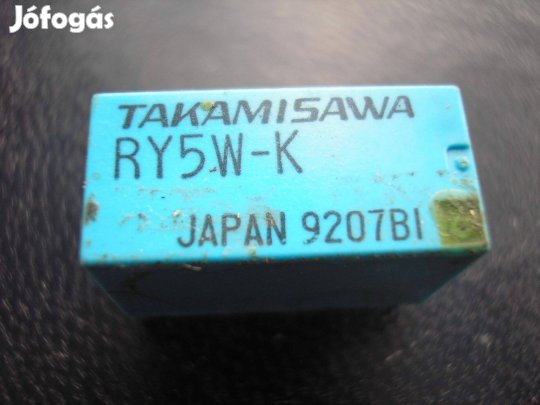 Jófogás
TAKAMISAWA
RY5W-K
JAPAN 9207BI